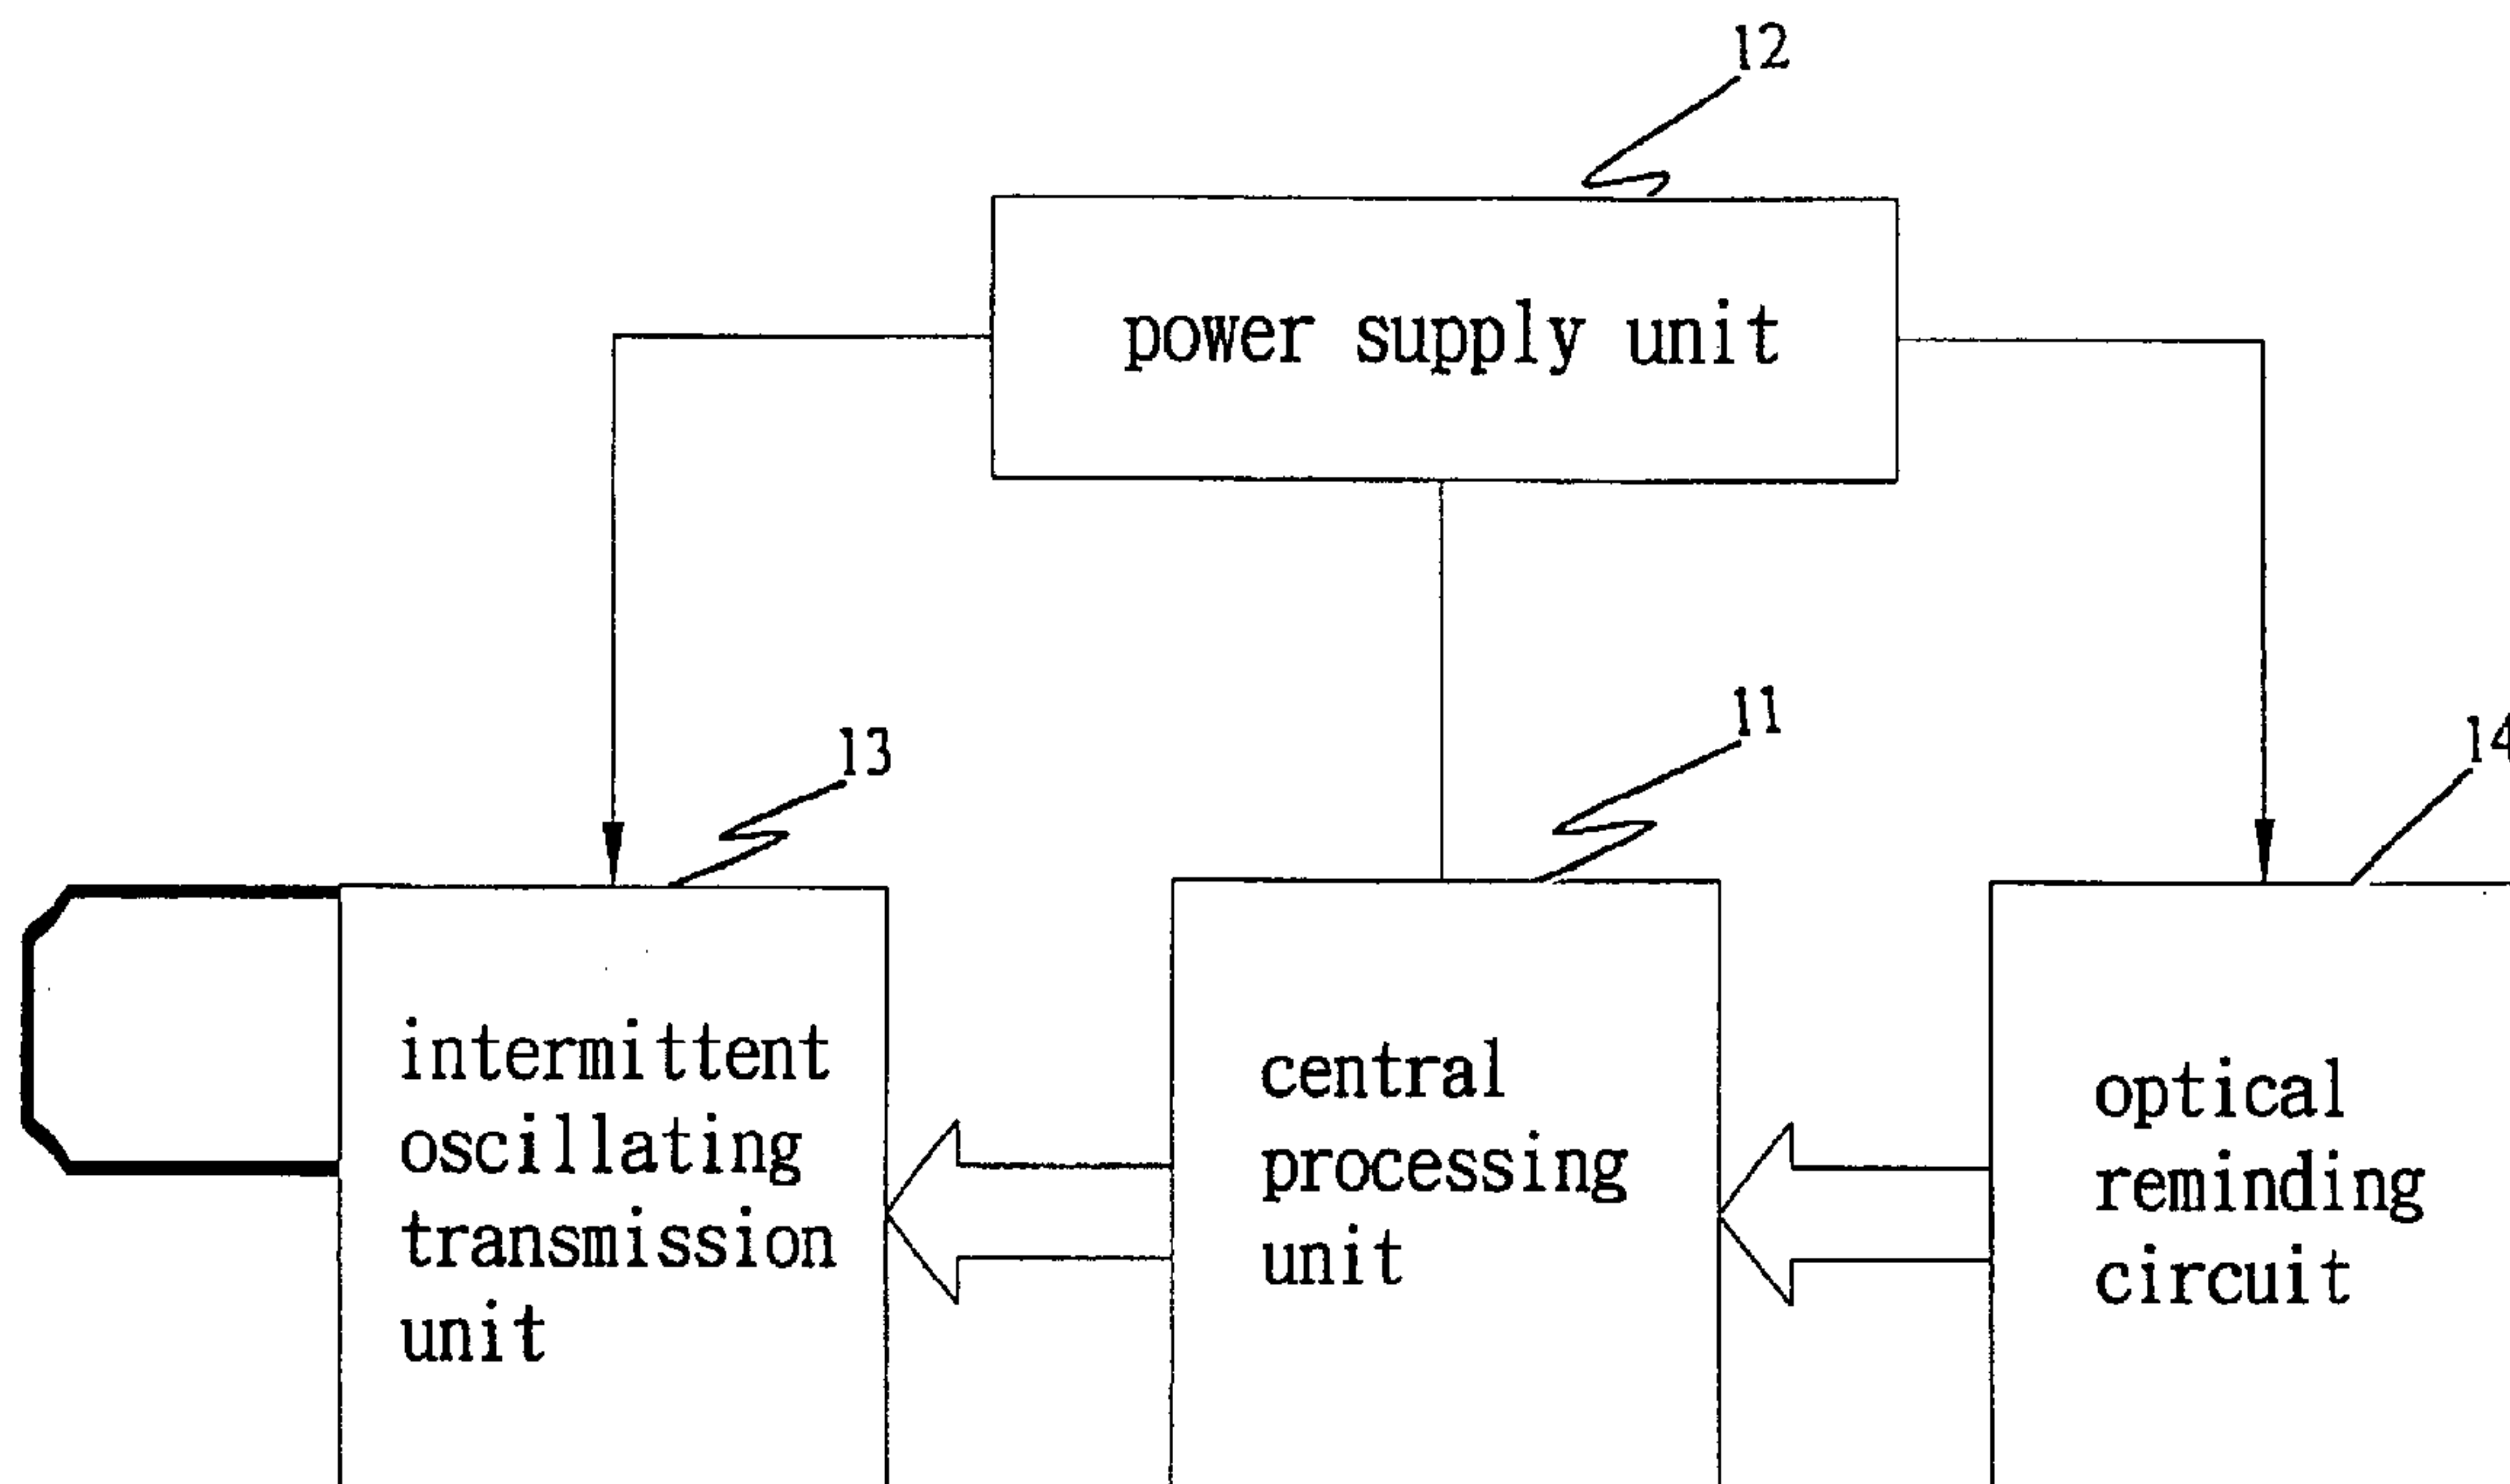 12
power supply unit
13
11
14
intermittent
oscillating
transmission
unit
central
processing
unit
optical
reminding
circuit